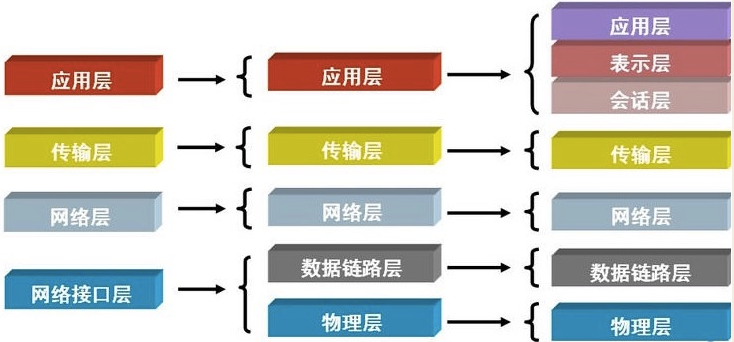 应用层
表示层
会话层
应用层
应用层
传输层
传输层
传输层
网络层
网络层
网络层
数据链路层
数据链路层
网络接口层
物理层
物理层